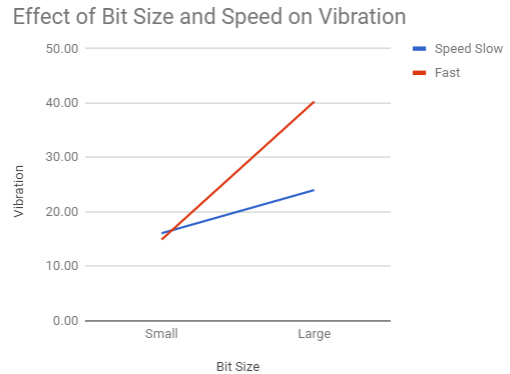 Effect of Bit Size and Speed on Vibration
Speed Slow
Fast
50.00
40.00
30.00
20.00
10.00
0.00
Vibration
Small
Large
Bit Size